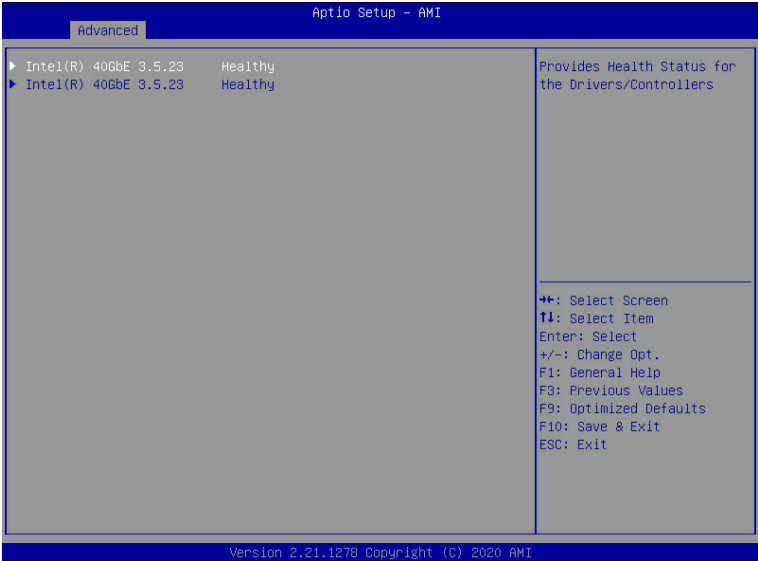 Aptio Setup – AMI
Advanced
Intel(R) 40GbE 3.5.23 Healthy
Intel(R) 40GbE 3.5.23 Healthy
Provides Health Status for
the Drivers/Controllers
→←: Select Screen
↑↓: Select Item
Enter: Select
+/-: Change Opt.
F1: General Help
F3: Previous Values
F9: Optimized Defaults
F10: Save & Exit
ESC: Exit
Version 2.21.1278 Copyright (C) 2020 AMI